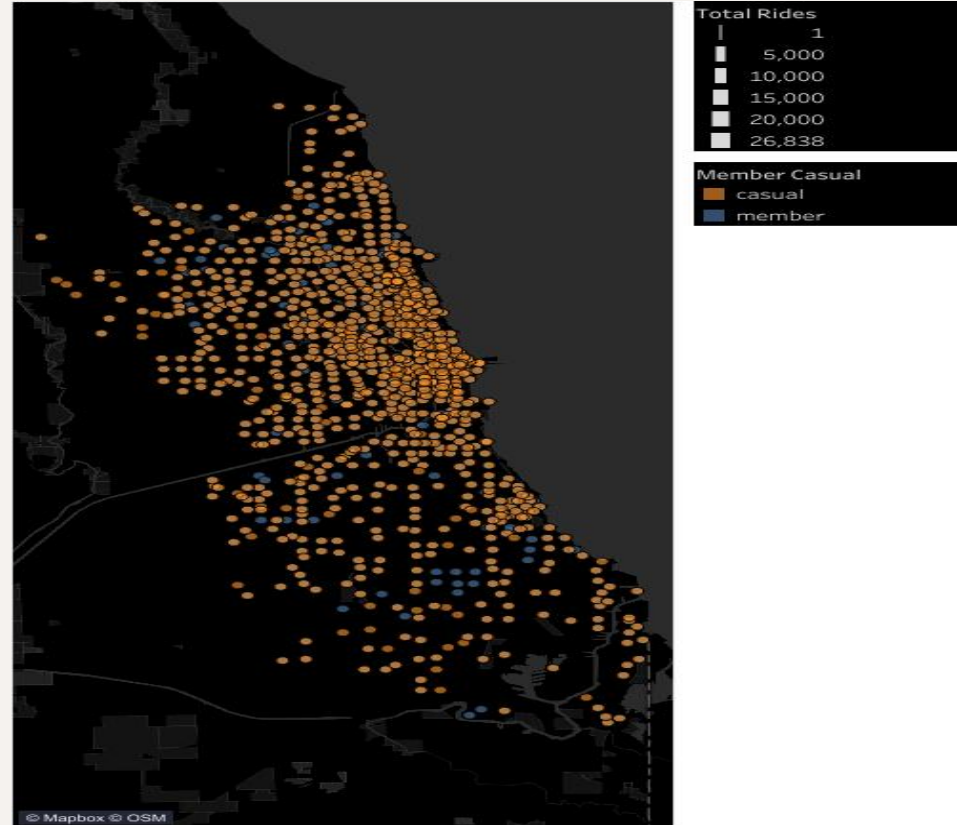 Total Rides
1
5,000
10,000
15,000
20,000
26,838
Member Casual
casual
member
© Mapbox © OSM